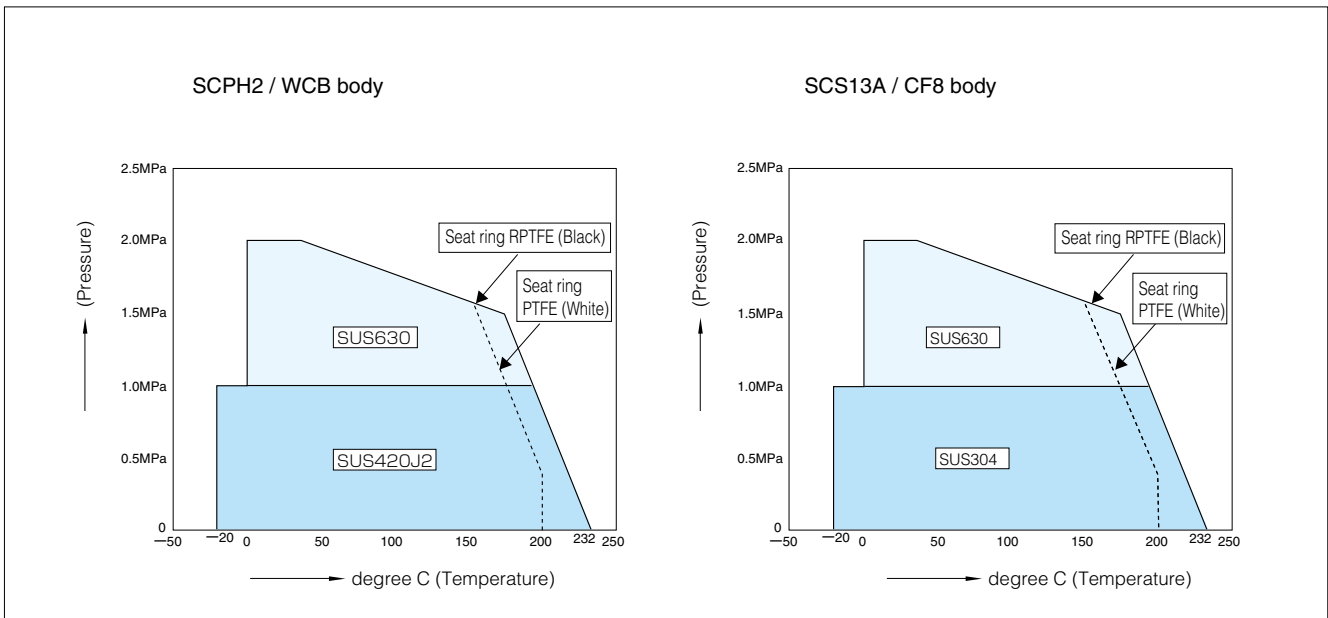 SCPH2 / WCB body
2.5MPa
2.0MPa
1.5MPa
1.0MPa
0.5MPa
0
(Pressure)
Seat ring RPTFE (Black)
Seat ring
PTFE (White)
SUS630
SUS420J2
—50
—20
0
50
100
150
200
232
250
degree C (Temperature)
SCS13A / CF8 body
2.5MPa
2.0MPa
1.5MPa
1.0MPa
0.5MPa
0
(Pressure)
Seat ring RPTFE (Black)
Seat ring
PTFE (White)
SUS630
SUS304
—50
—20
0
50
100
150
200
232
250
degree C (Temperature)